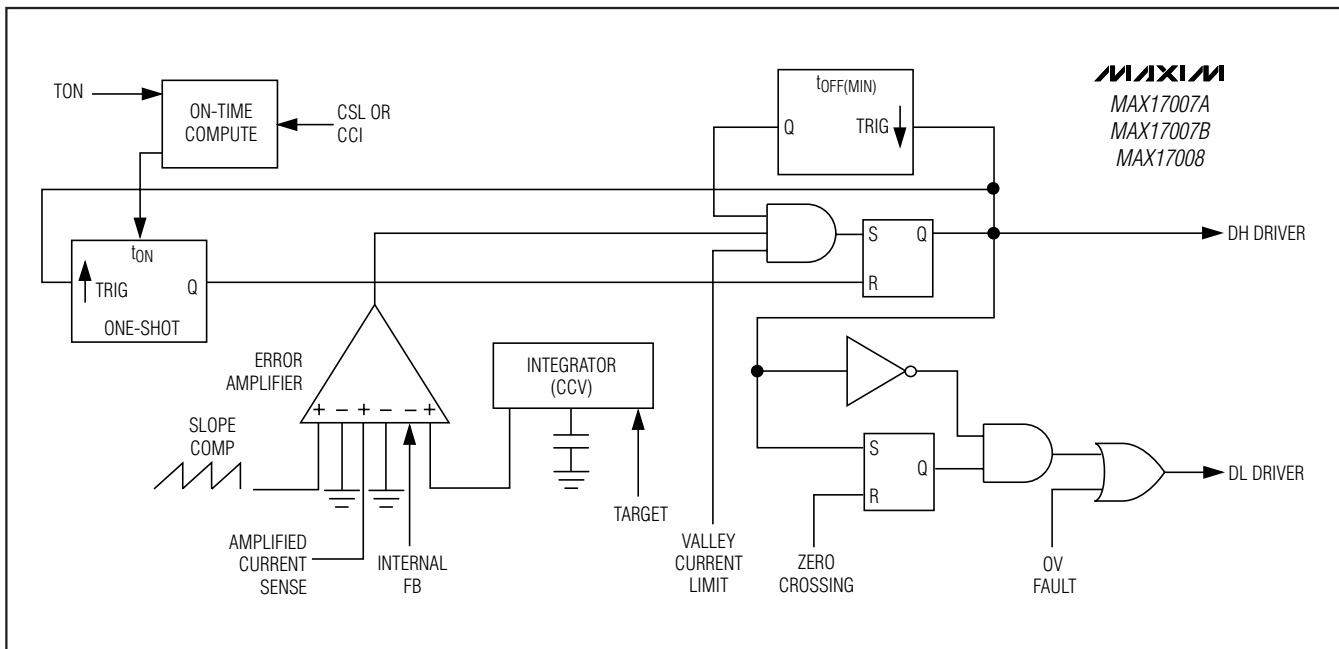 TON
ON-TIME
COMPUTE
CSL OR
CCI
tOFF(MIN)
Q
TRIG
MAXIM
MAX17007A
MAX17007B
MAX17008
tON
TRIG
Q
ONE-SHOT
S
Q
R
DH DRIVER
ERROR
AMPLIFIER
+ – + – – +
INTEGRATOR
(CCV)
SLOPE
COMP
AMPLIFIED
CURRENT
SENSE
INTERNAL
FB
TARGET
VALLEY
CURRENT
LIMIT
S
Q
R
ZERO
CROSSING
DL DRIVER
OV
FAULT